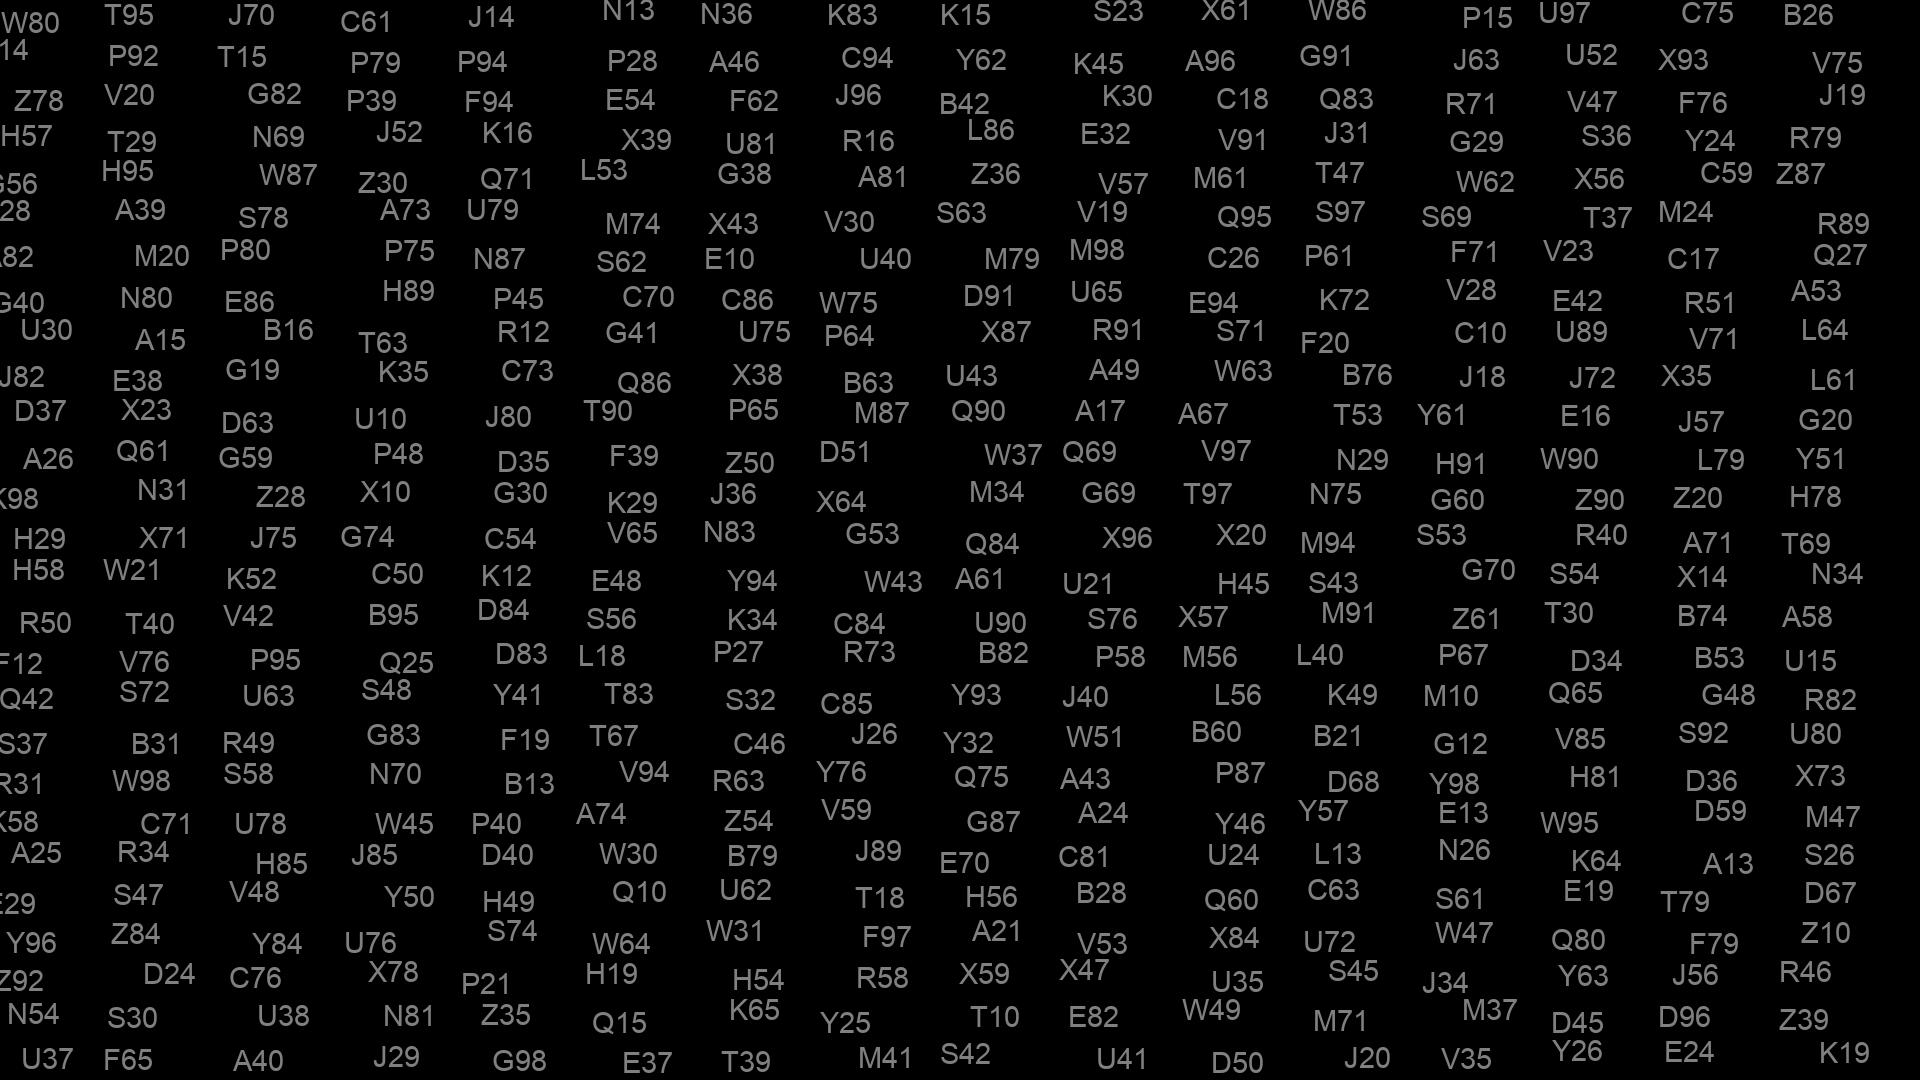 W80 T95 J70 C61 J14 N13 N36 K83 K15 S23 X61 W86 P15 U97 C75 B26
14 P92 T15 P79 P94 P28 A46 C94 Y62 K45 A96 G91 J63 U52 X93 V75
Z78 V20 G82 P39 F94 E54 F62 J96 B42 K30 C18 Q83 R71 V47 F76 J19
H57 T29 N69 J52 K16 X39 U81 R16 L86 E32 V91 J31 G29 S36 Y24 R79
G56 H95 W87 Z30 Q71 L53 G38 A81 Z36 V57 M61 T47 W62 X56 C59 Z87
28 A39 S78 A73 U79 M74 X43 V30 S63 V19 Q95 S97 S69 T37 M24 R89
82 M20 P80 P75 N87 S62 E10 U40 M79 M98 C26 P61 F71 V23 C17 Q27
G40 N80 E86 H89 P45 C70 C86 W75 D91 U65 E94 K72 V28 E42 R51 A53
U30 A15 B16 T63 R12 G41 U75 P64 X87 R91 S71 F20 C10 U89 V71 L64
J82 E38 G19 K35 C73 Q86 X38 B63 U43 A49 W63 B76 J18 J72 X35 L61
D37 X23 D63 U10 J80 T90 P65 M87 Q90 A17 A67 T53 Y61 E16 J57 G20
A26 Q61 G59 P48 D35 F39 Z50 D51 W37 Q69 V97 N29 H91 W90 L79 Y51
K98 N31 Z28 X10 G30 K29 J36 X64 M34 G69 T97 N75 G60 Z90 Z20 H78
H29 X71 J75 G74 C54 V65 N83 G53 Q84 X96 X20 M94 S53 R40 A71 T69
H58 W21 K52 C50 K12 E48 Y94 W43 A61 U21 H45 S43 G70 S54 X14 N34
R50 T40 V42 B95 D84 S56 K34 C84 U90 S76 X57 M91 Z61 T30 B74 A58
F12 V76 P95 Q25 D83 L18 P27 R73 B82 P58 M56 L40 P67 D34 B53 U15
Q42 S72 U63 S48 Y41 T83 S32 C85 Y93 J40 L56 K49 M10 Q65 G48 R82
S37 B31 R49 G83 F19 T67 C46 J26 Y32 W51 B60 B21 G12 V85 S92 U80
R31 W98 S58 N70 B13 V94 R63 Y76 Q75 A43 P87 D68 Y98 H81 D36 X73
K58 C71 U78 W45 P40 A74 Z54 V59 G87 A24 Y46 Y57 E13 W95 D59 M47
A25 R34 H85 J85 D40 W30 B79 J89 E70 C81 U24 L13 N26 K64 A13 S26
E29 S47 V48 Y50 H49 Q10 U62 T18 H56 B28 Q60 C63 S61 E19 T79 D67
Y96 Z84 Y84 U76 S74 W64 W31 F97 A21 V53 X84 U72 W47 Q80 F79 Z10
Z92 D24 C76 X78 P21 H19 H54 R58 X59 X47 U35 S45 J34 Y63 J56 R46
N54 S30 U38 N81 Z35 Q15 K65 Y25 T10 E82 W49 M71 M37 D45 D96 Z39
U37 F65 A40 J29 G98 E37 T39 M41 S42 U41 D50 J20 V35 Y26 E24 K19